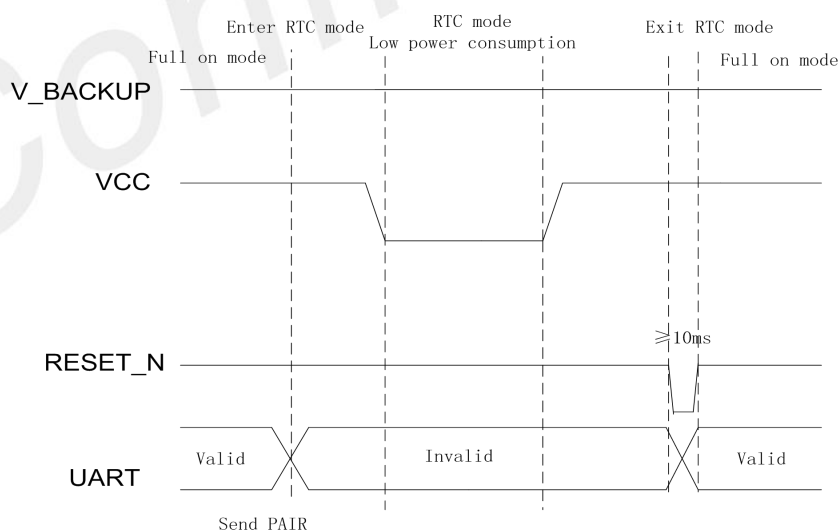 Enter RTC mode
RTC mode
Low power consumption
Exit RTC mode
Full on mode
Full on mode
V_BACKUP
VCC
≥10ms
RESET_N
Valid
Invalid
Valid
UART
Send PAIR